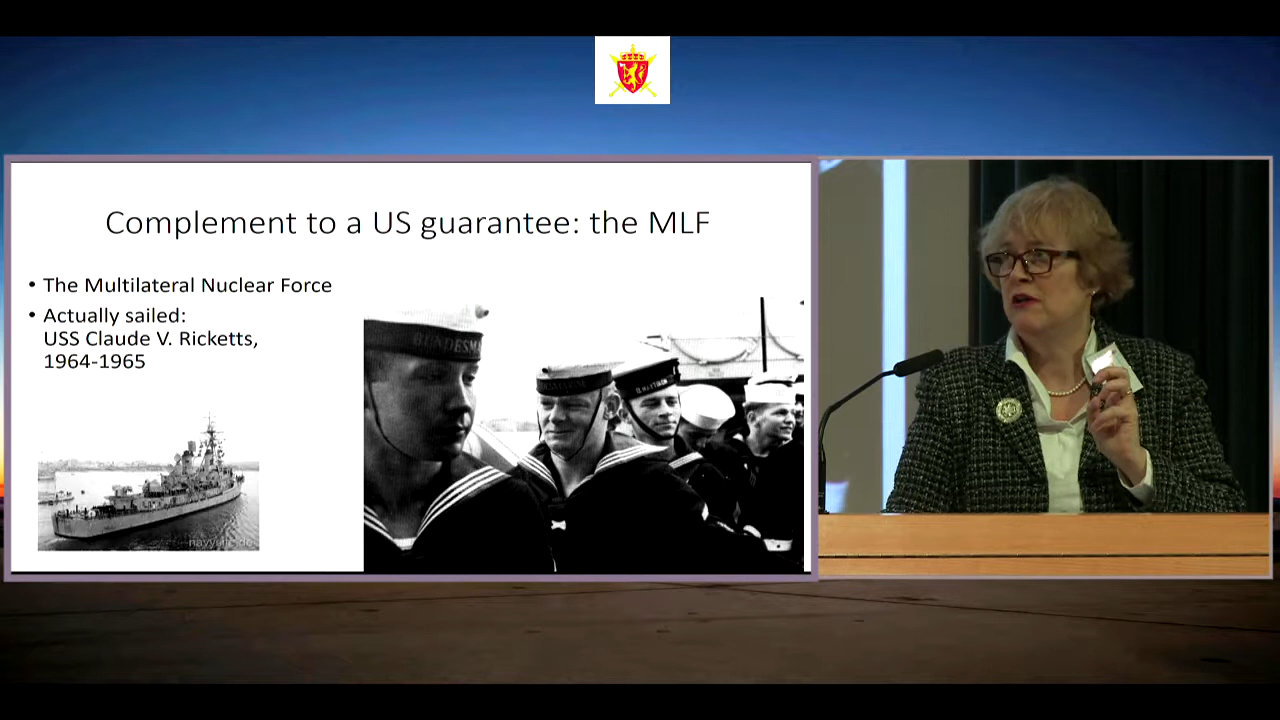 Complement to a US guarantee: the MLF
• The Multilateral Nuclear Force
• Actually sailed:
USS Claude V. Ricketts,
1964-1965